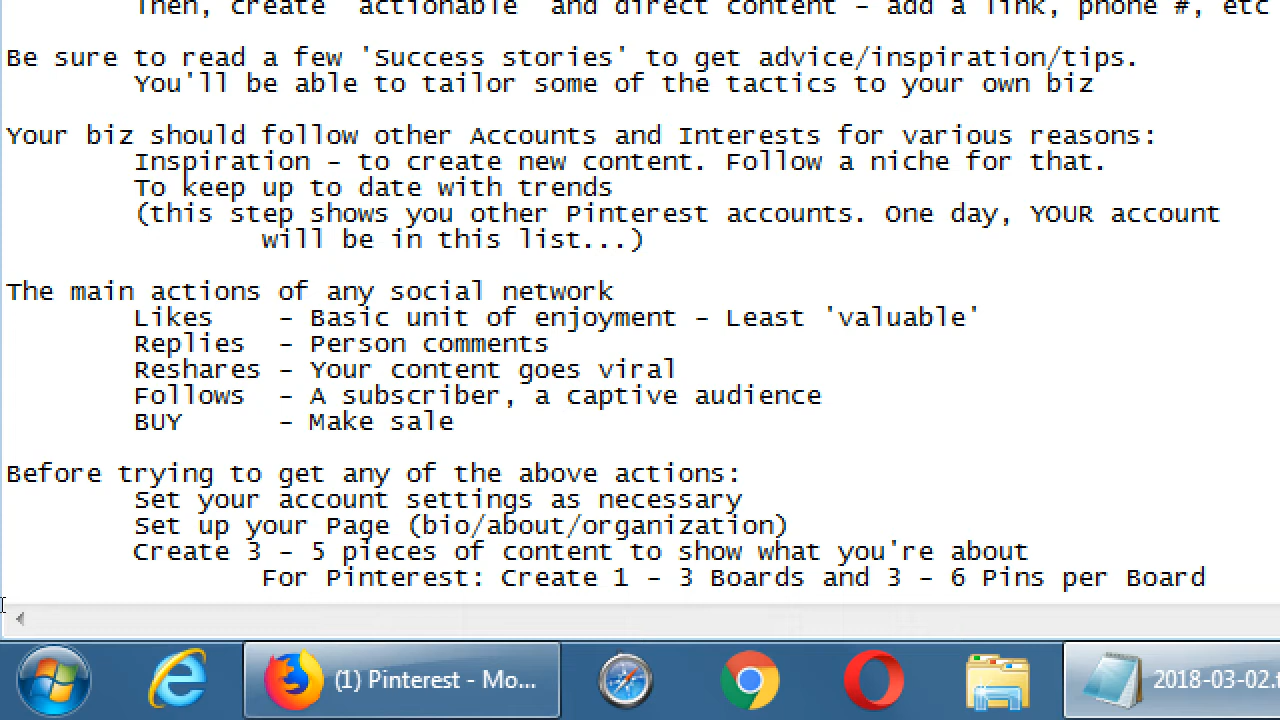 Then, create 'actionable' and direct content - add a link, phone #, etc
Be sure to read a few 'Success stories' to get advice/inspiration/tips.
You'll be able to tailor some of the tactics to your own biz
Your biz should follow other Accounts and Interests for various reasons:
Inspiration - to create new content. Follow a niche for that.
To keep up to date with trends
(this step shows you other Pinterest accounts. One day, YOUR account
will be in this list...)
The main actions of any social network
Likes    - Basic unit of enjoyment - Least 'valuable'
Replies  - Person comments
Reshares - Your content goes viral
Follows  - A subscriber, a captive audience
BUY      - Make sale
Before trying to get any of the above actions:
Set your account settings as necessary
Set up your Page (bio/about/organization)
Create 3 - 5 pieces of content to show what you're about
For Pinterest: Create 1 - 3 Boards and 3 - 6 Pins per Board
(1) Pinterest - Mo...
2018-03-02.t